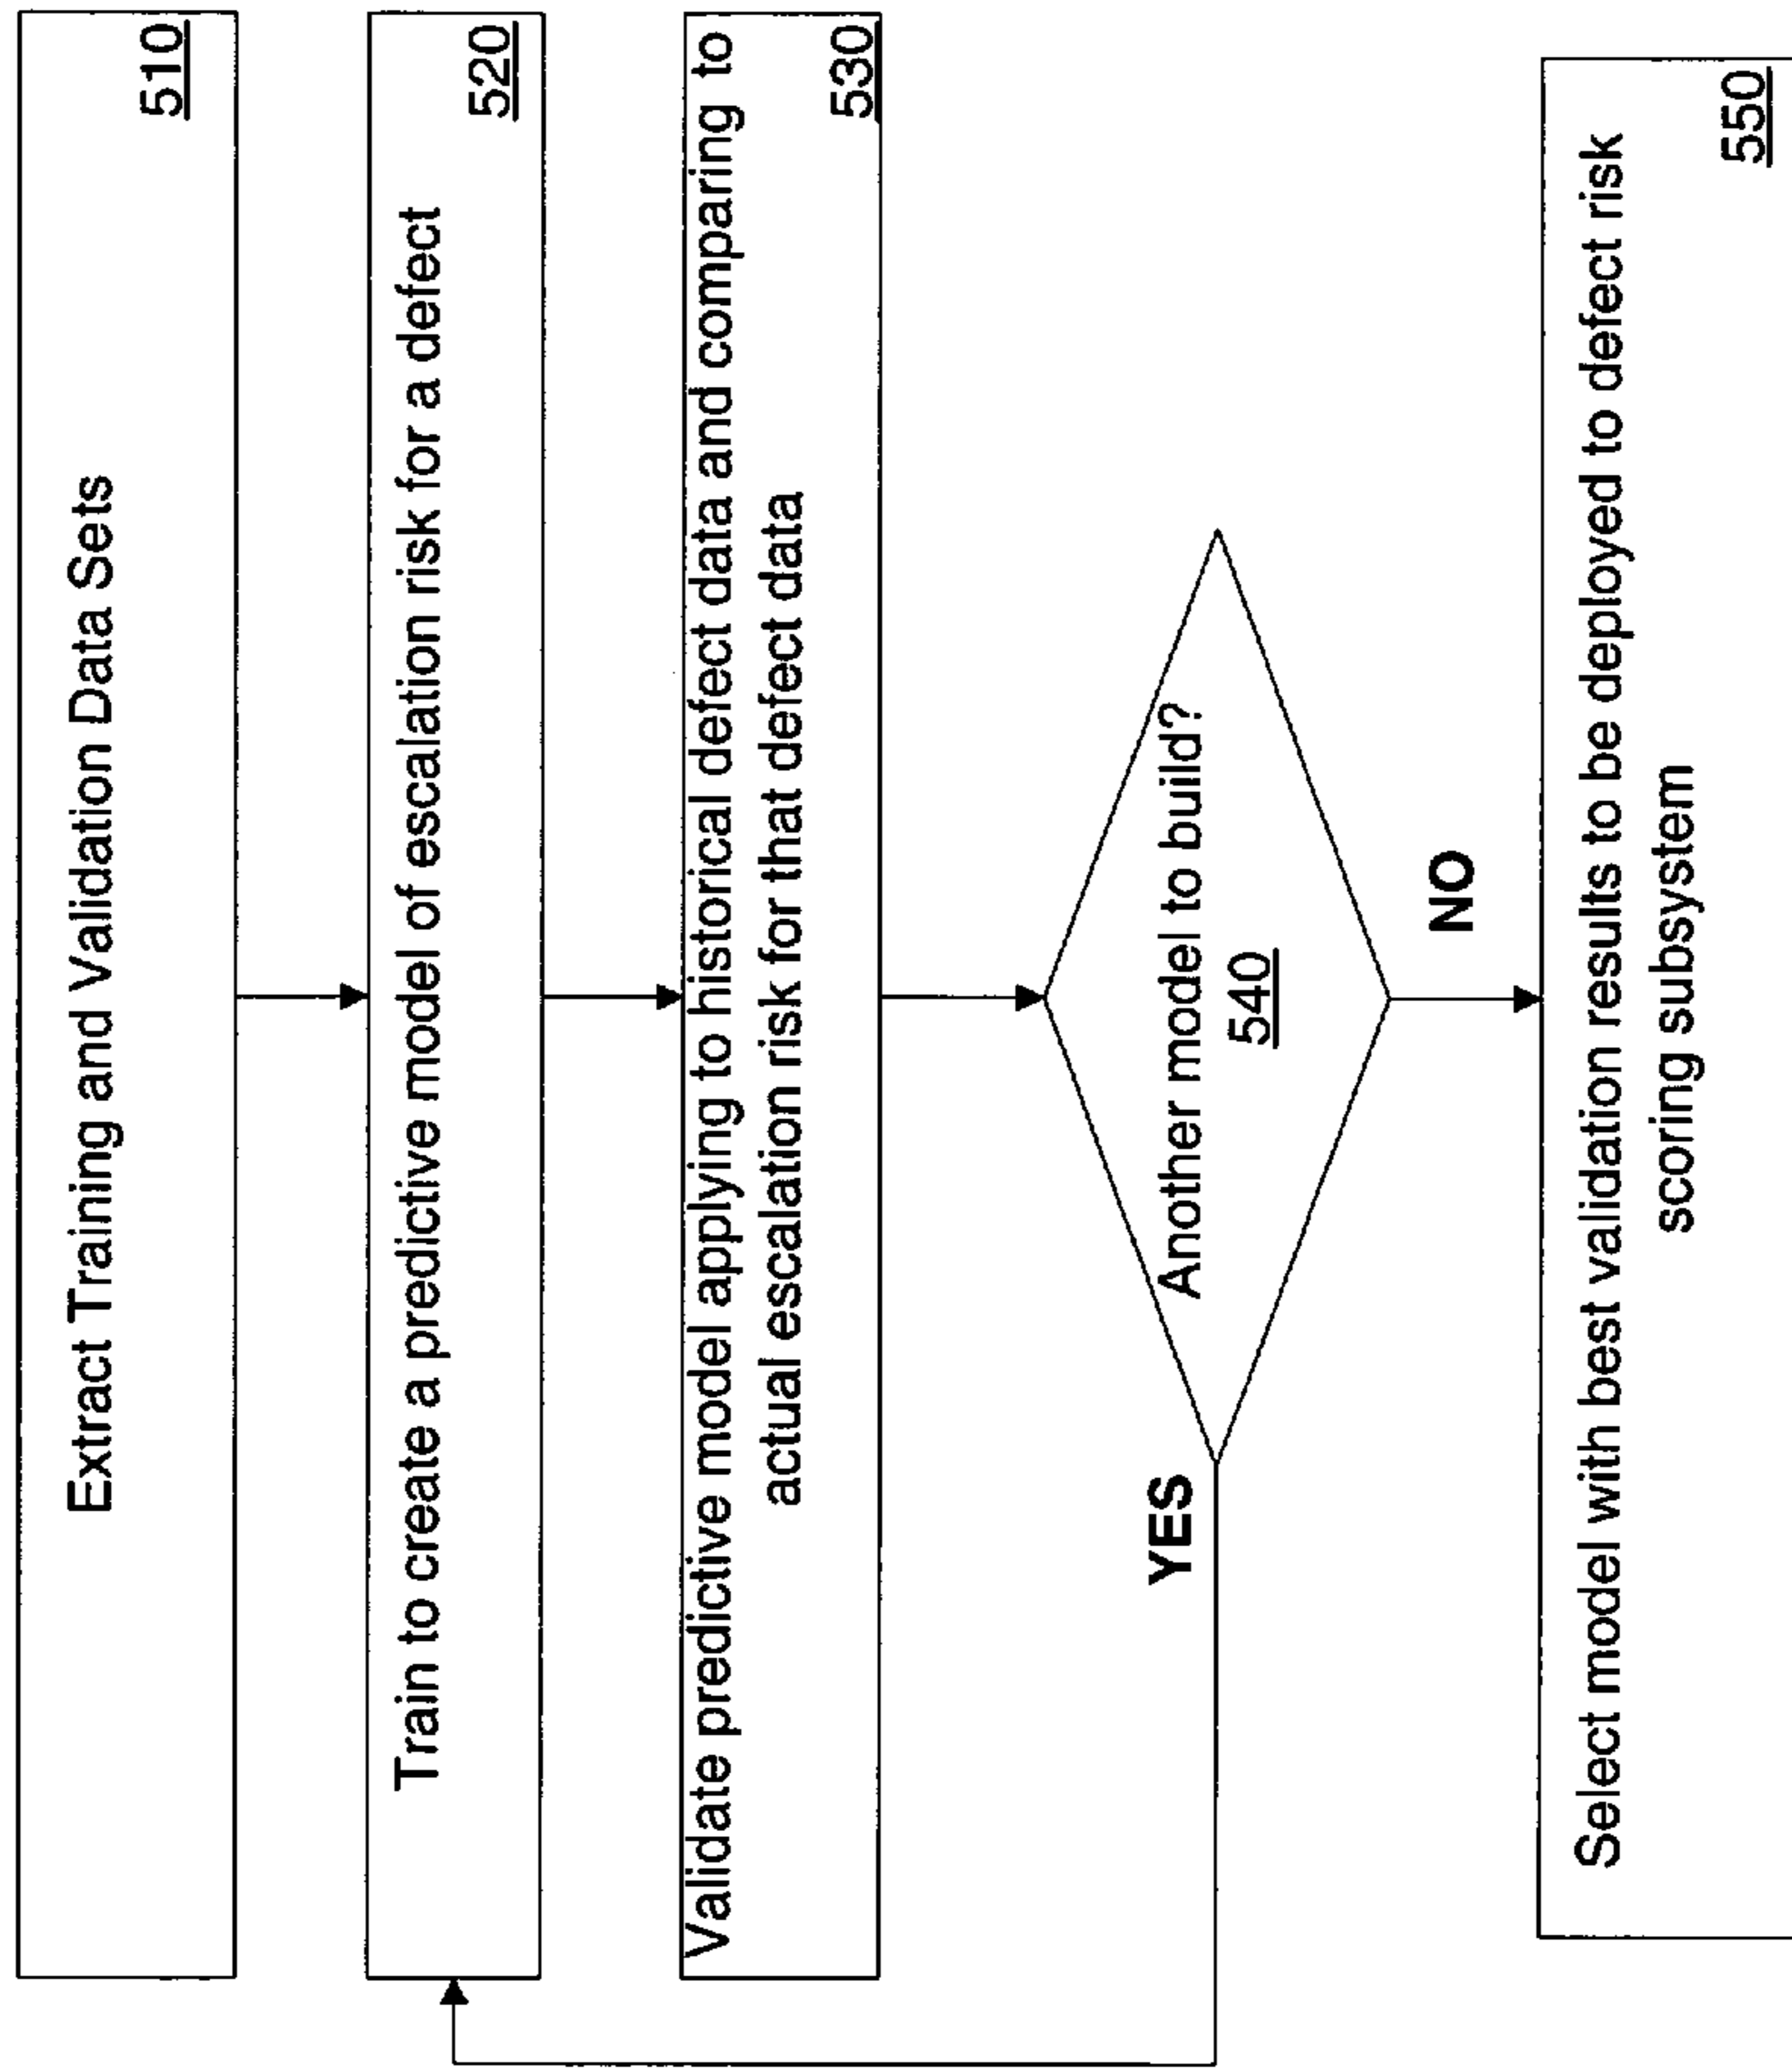 Extract Training and Validation Data Sets
510
Train to create a predictive model of escalation risk for a defect
520
Validate predictive model applying to historical defect data and comparing to
actual escalation risk for that defect data
530
Another model to build?
540
YES
NO
Select model with best validation results to be deployed to defect risk
scoring subsystem
550